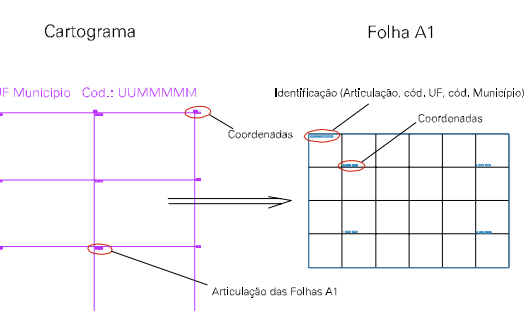 Cartograma
Folha A1
UF Município Cod.: UUMMMMM
Identificação (Articulação, cód. UF, cód. Município)
Coordenadas
Coordenadas
Articulação das Folhas A1